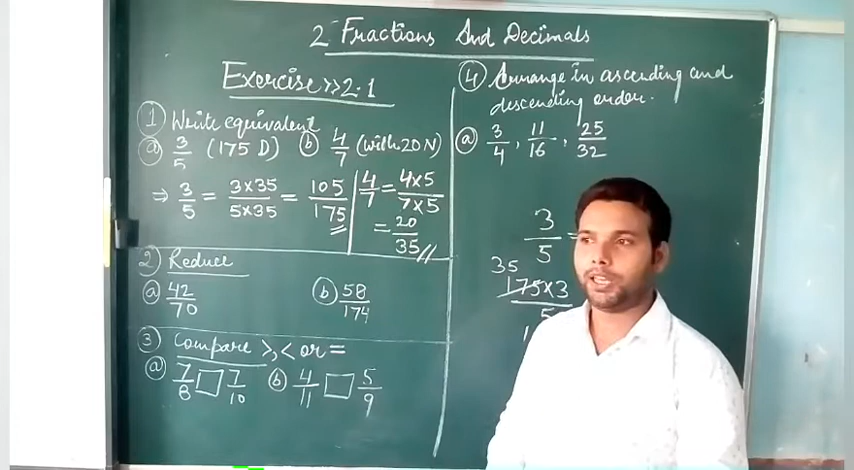 2 Fractions And Decimals
Exercise >> 2.1
① Write equivalent
ⓐ 3/5 (175 D) ⓑ 4/7 (with 20 N)
⇒ 3/5 = 3×35/5×35 = 105/175
4/7 = 4×5/7×5
= 20/35 //
② Reduce
ⓐ 42/70 ⓑ 58/174
③ Compare >, < or =
ⓐ 7/8 □ 7/10 ⓑ 4/11 □ 5/9
④ Arrange in ascending and
descending order.
ⓐ 3/4, 11/16, 25/32
3/5 =
35
175×3
5